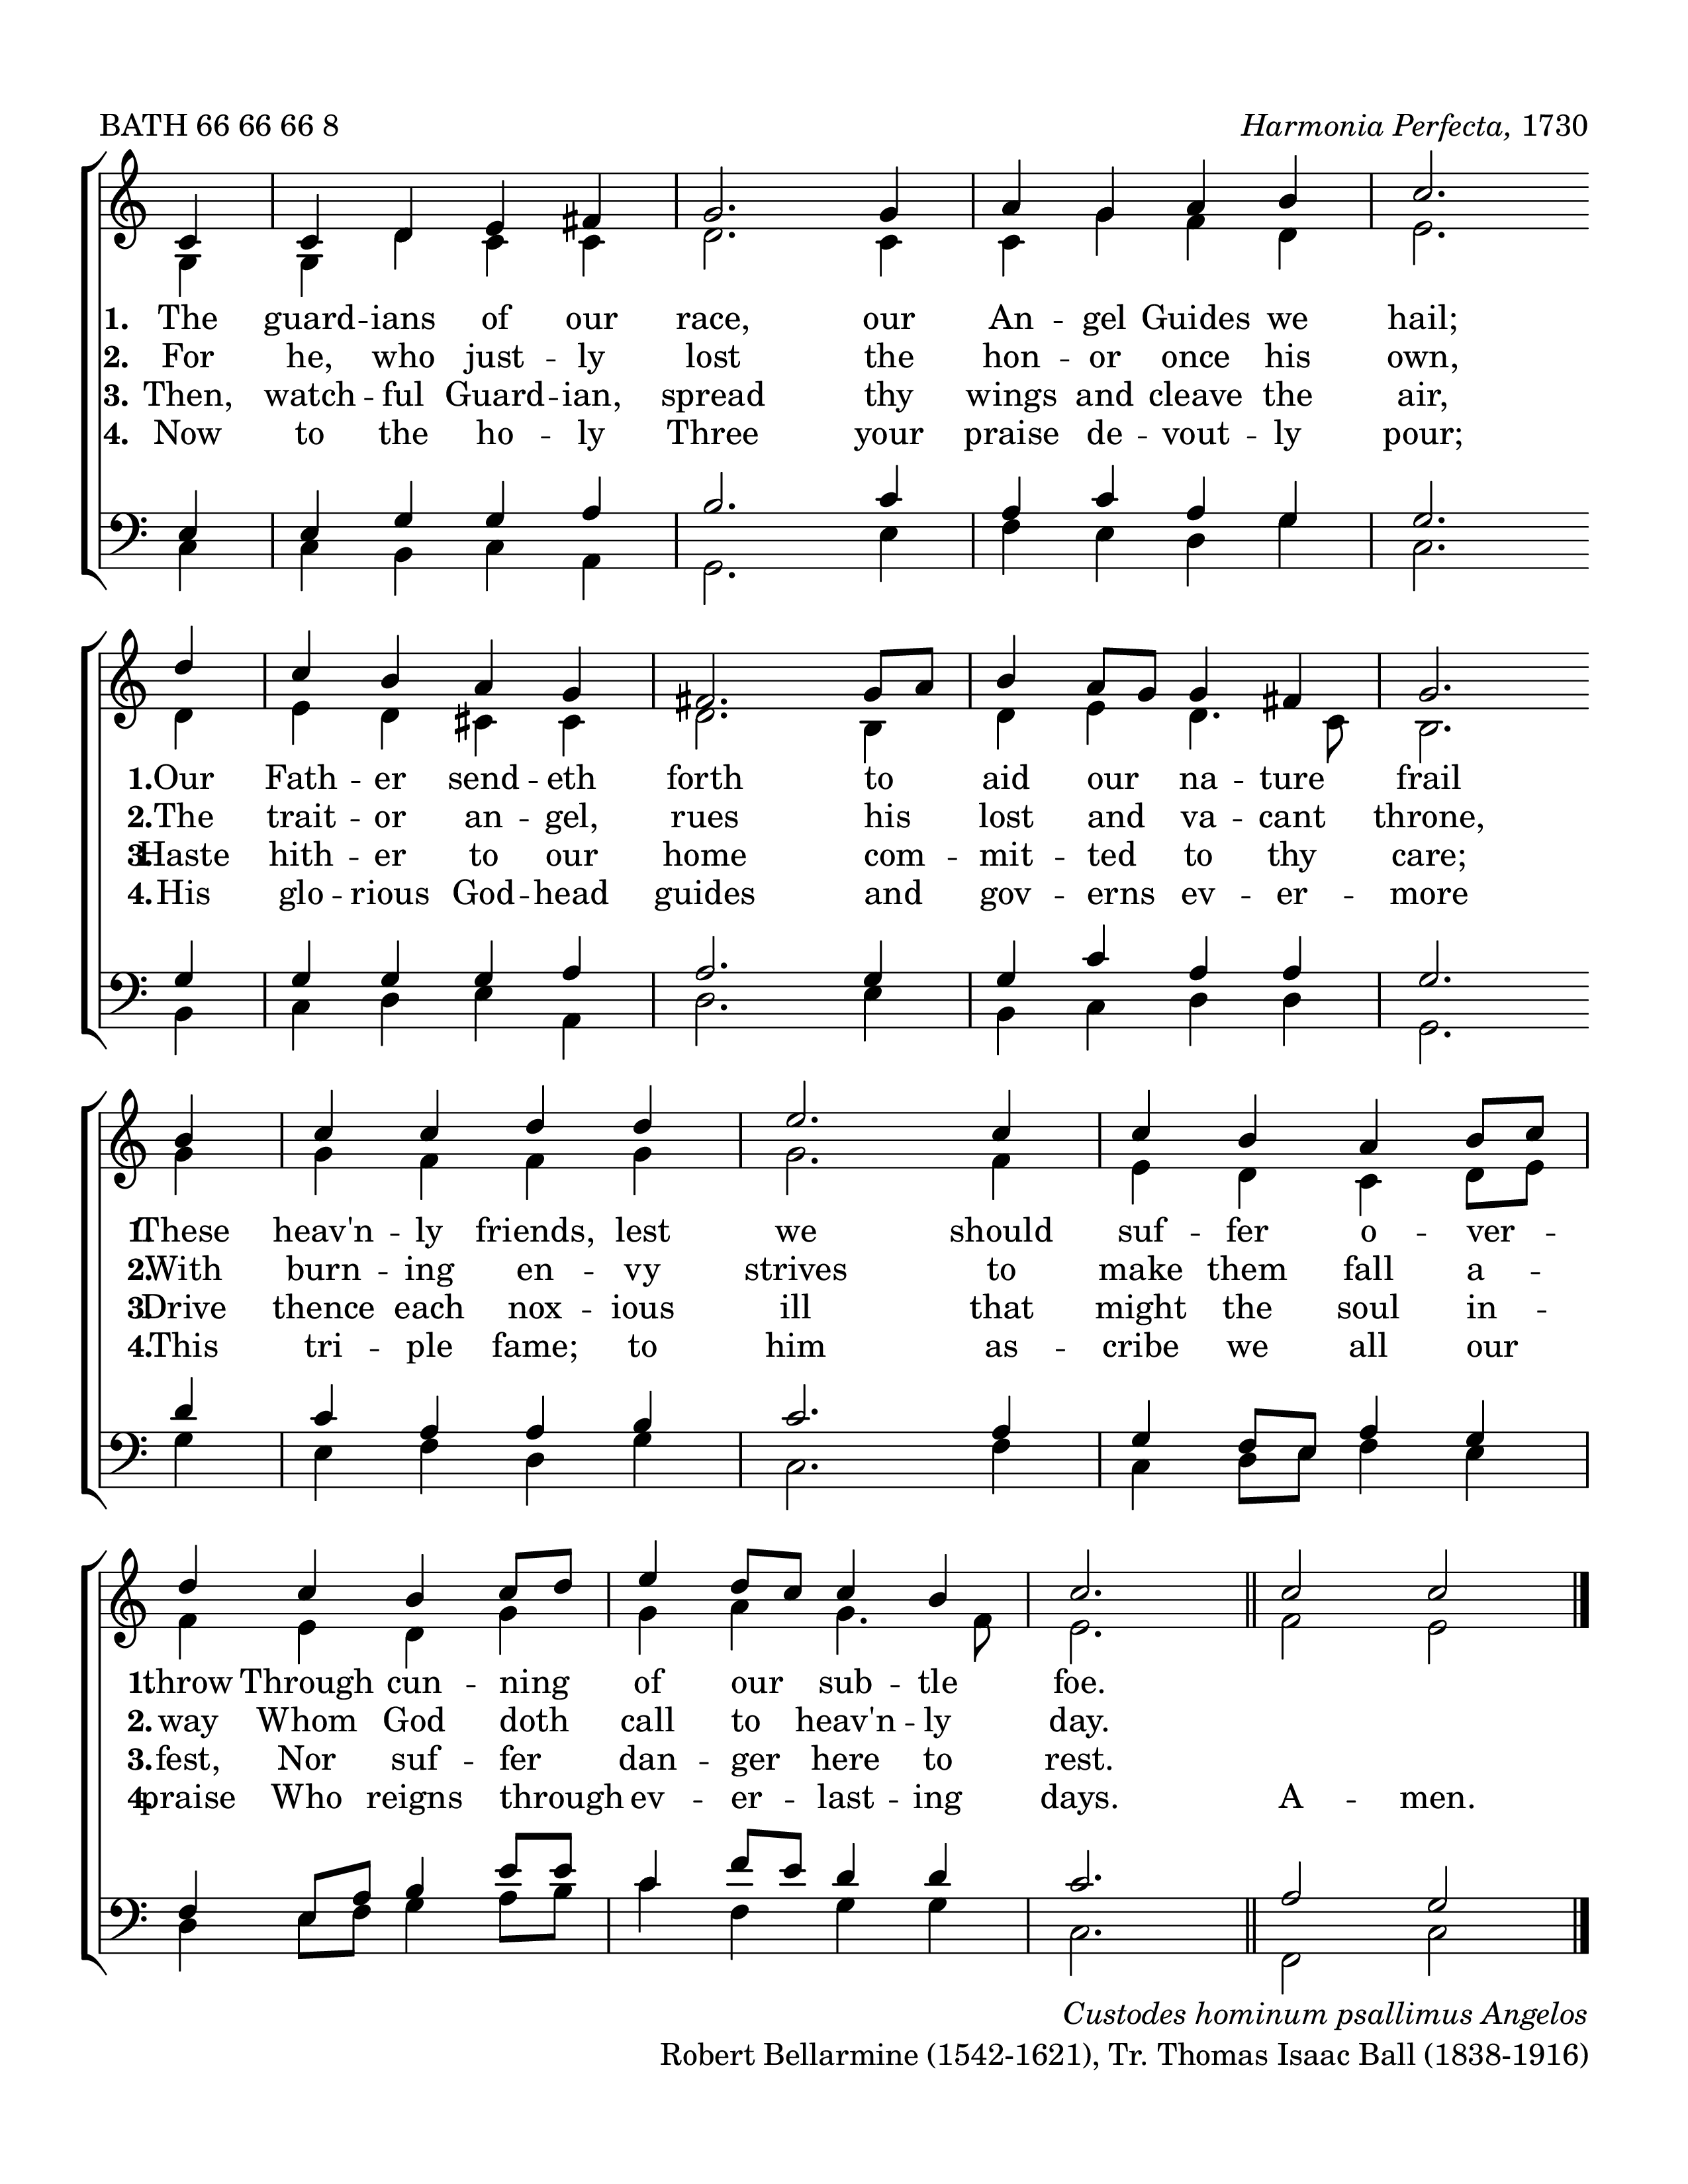 BATH 66 66 66 8
Harmonia Perfecta, 1730
1. The guard -- ians of our race, our An -- gel Guides we hail;
2. For he, who just -- ly lost the hon -- or once his own,
3. Then, watch -- ful Guard -- ian, spread thy wings and cleave the air,
4. Now to the ho -- ly Three your praise de -- vout -- ly pour;
1. Our Fath -- er send -- eth forth to aid our na -- ture frail
2. The trait -- or an -- gel, rues his lost and va -- cant throne,
3. Haste hith -- er to our home com -- mit -- ted to thy care;
4. His glo -- rious God -- head guides and gov -- erns ev -- er -- more
1. These heav'n -- ly friends, lest we should suf -- fer o -- ver --
2. With burn -- ing en -- vy strives to make them fall a --
3. Drive thence each nox -- ious ill that might the soul in --
4. This tri -- ple fame; to him as -- cribe we all our
1. throw Through cun -- ning of our sub -- tle foe.
2. way Whom God doth call to heav'n -- ly day.
3. fest, Nor suf -- fer dan -- ger here to rest.
4. praise Who reigns through ev -- er -- last -- ing days. A -- men.
Custodes hominum psallimus Angelos
Robert Bellarmine (1542-1621), Tr. Thomas Isaac Ball (1838-1916)